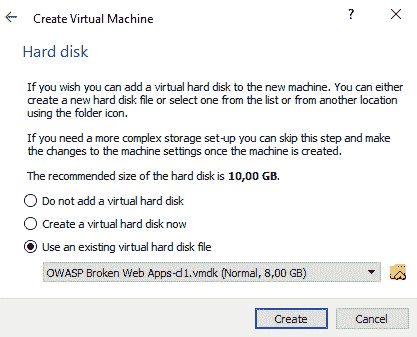 Create Virtual Machine
Hard disk
If you wish you can add a virtual hard disk to the new machine. You can either
create a new hard disk file or select one from the list or from another location
using the folder icon.
If you need a more complex storage set-up you can skip this step and make
the changes to the machine settings once the machine is created.
The recommended size of the hard disk is 10,00 GB.
Do not add a virtual hard disk
Create a virtual hard disk now
Use an existing virtual hard disk file
OWASP Broken Web Apps-cl1.vmdk (Normal, 8,00 GB)
Create Cancel